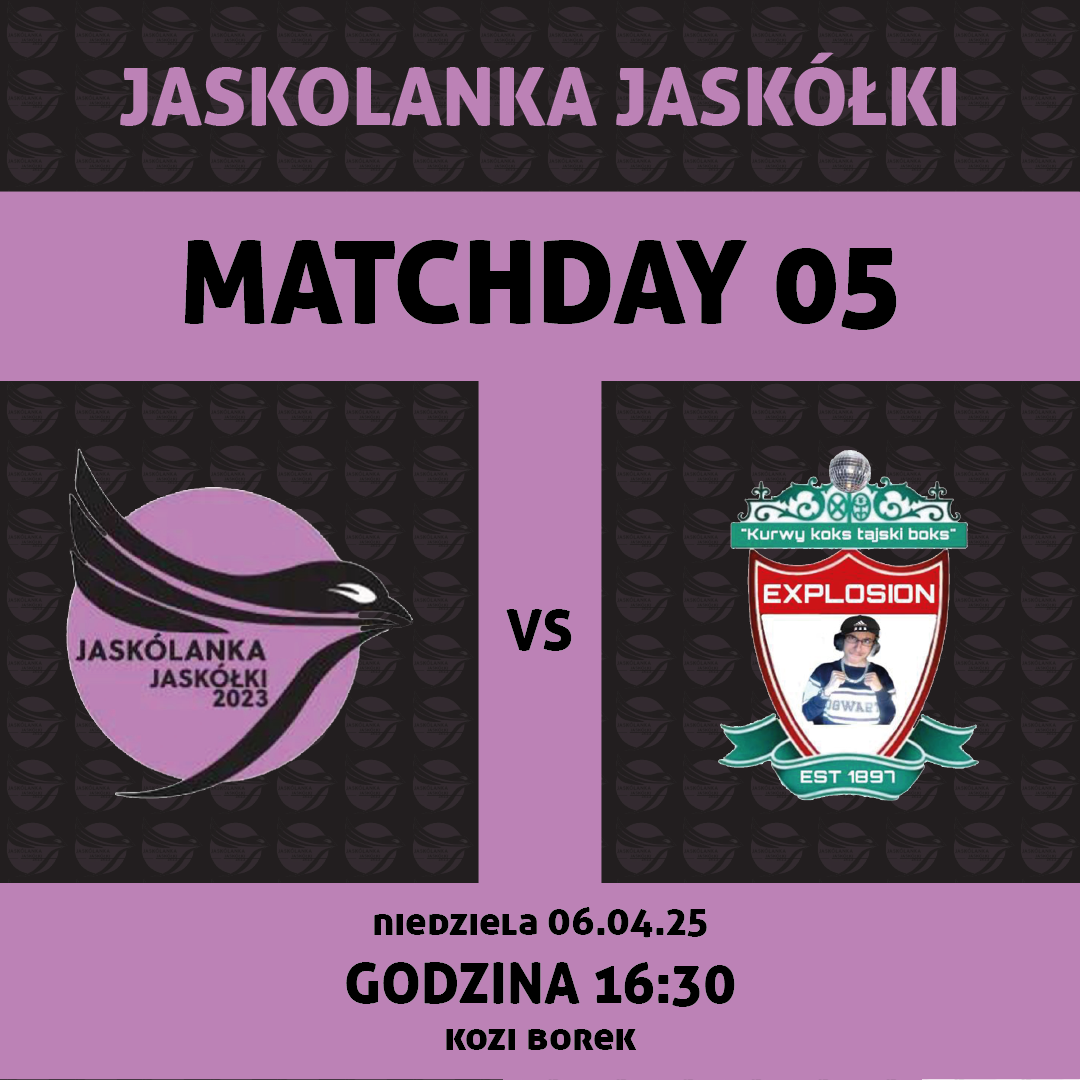 JASKOLANKA JASKÓŁKI
MATCHDAY 05
JASKÓLANKA
JASKÓŁKI
2023
VS
"Kurwy koks tajski boks"
EXPLOSION
HOGWART
EST 1897
niedziela 06.04.25
GODZINA 16:30
KOZI BOREK